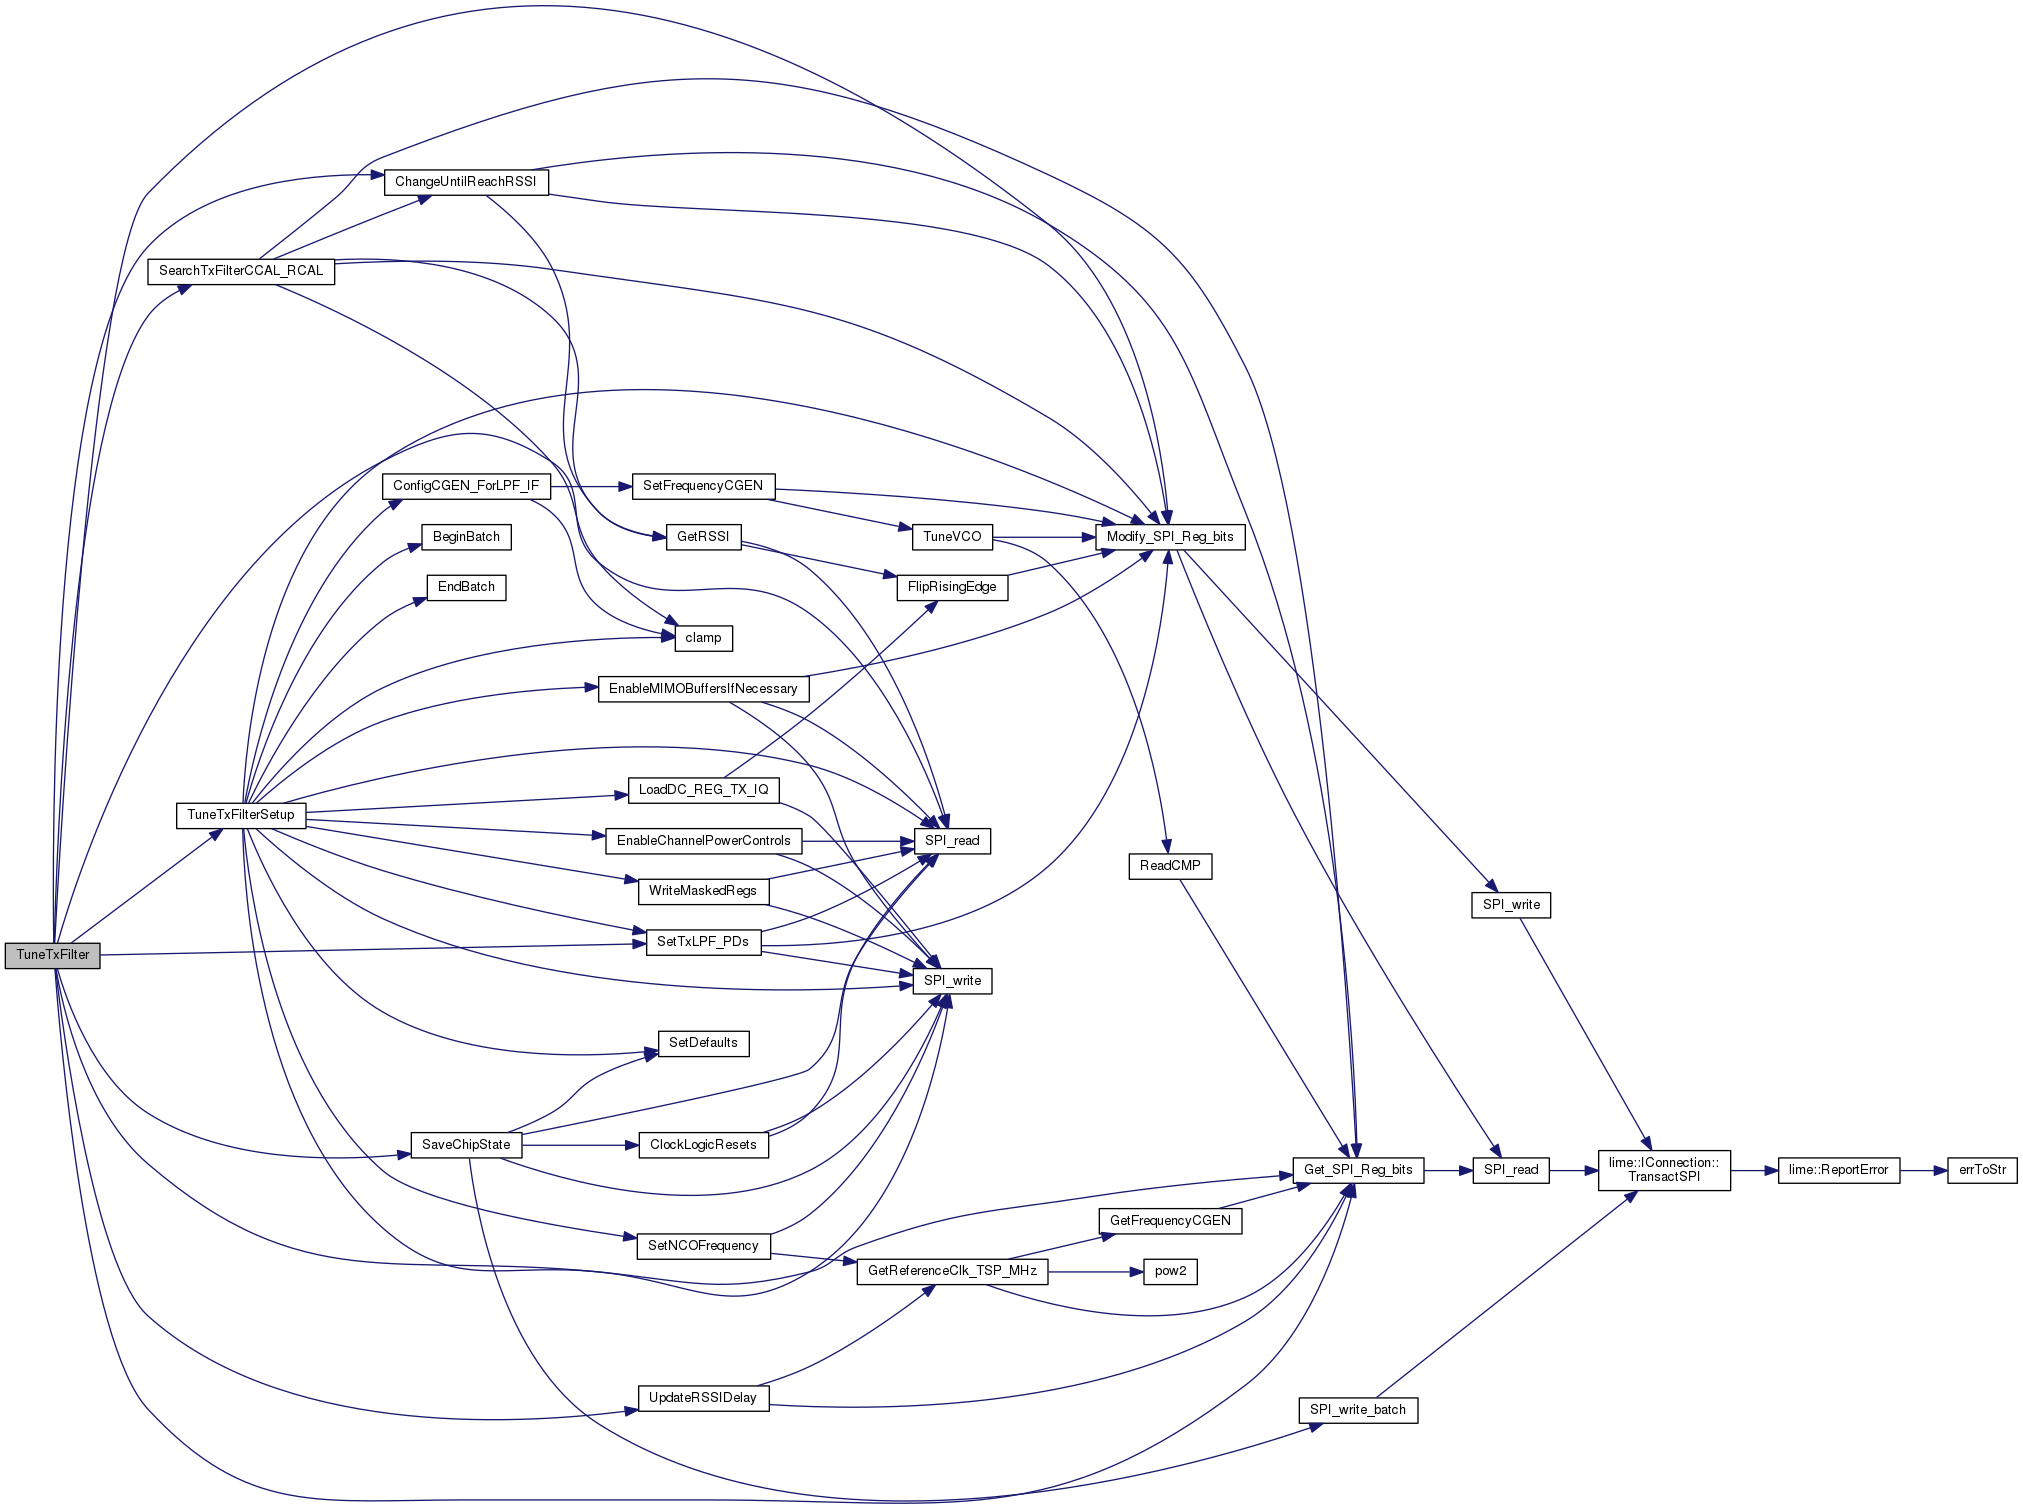 ChangeUntilReachRSSI
SearchTxFilterCCAL_RCAL
ConfigCGEN_ForLPF_IF
SetFrequencyCGEN
BeginBatch
GetRSSI
TuneVCO
Modify_SPI_Reg_bits
EndBatch
FlipRisingEdge
clamp
EnableMIMOBuffersIfNecessary
LoadDC_REG_TX_IQ
TuneTxFilterSetup
EnableChannelPowerControls
SPI_read
ReadCMP
WriteMaskedRegs
SPI_write
SetTxLPF_PDs
TuneTxFilter
SPI_write
SetDefaults
SaveChipState
ClockLogicResets
Get_SPI_Reg_bits
SPI_read
lime::IConnection::
TransactSPI
lime::ReportError
errToStr
GetFrequencyCGEN
SetNCOFrequency
GetReferenceClk_TSP_MHz
pow2
UpdateRSSIDelay
SPI_write_batch